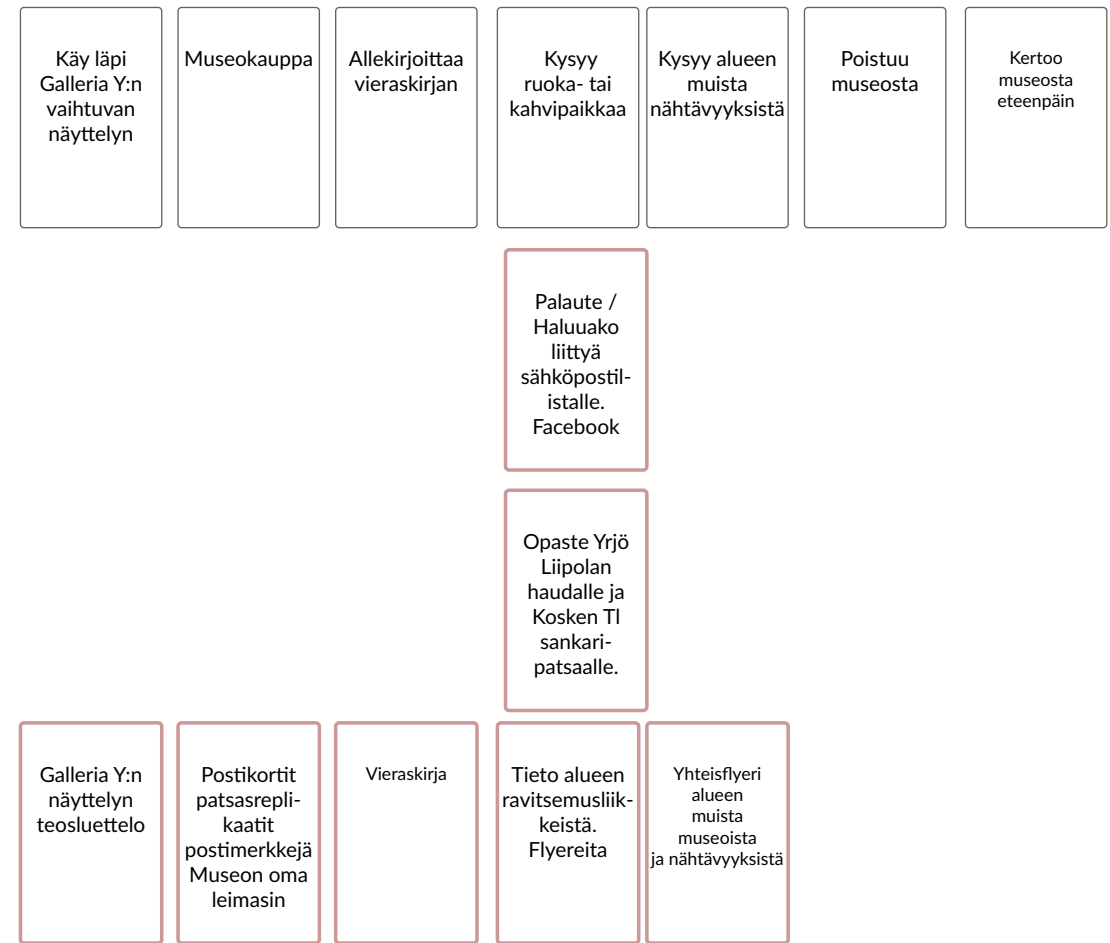 Käy läpi
Galleria Y:n
vaihtuvan
näyttelyn
Museokauppa
Allekirjoittaa
vieraskirjan
Kysyy
ruoka- tai
kahvipaikkaa
Kysyy alueen
muista
nähtävyyksistä
Poistuu
museosta
Kertoo
museosta
eteenpäin
Palaute /
Haluuako
liittyä
sähköpostil-
istalle.
Facebook
Opaste Yrjö
Liipolan
haudalle ja
Kosken Tl
sankari-
patsaalle.
Galleria Y:n
näyttelyn
teosluettelo
Postikortit
patsasrepli-
kaatit
postimerkkejä
Museon oma
leimasin
Vieraskirja
Tieto alueen
ravitsemusliik-
keistä.
Flyereita
Yhteisflyeri
alueen
muista
museoista
ja nähtävyyksistä